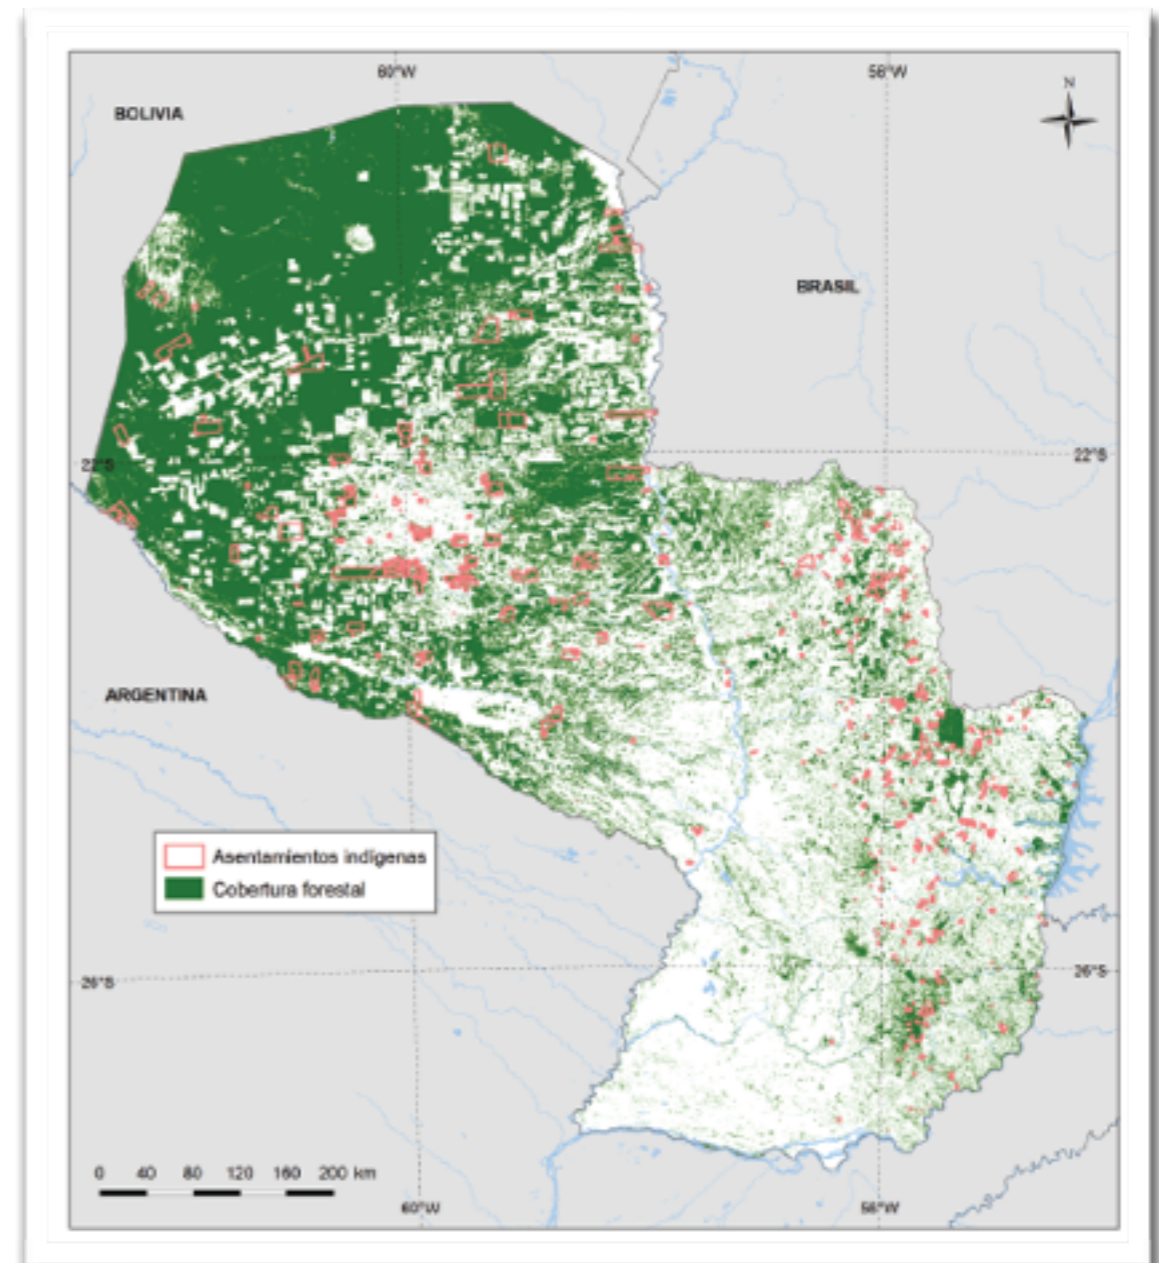 60°W 56°W
N
BOLIVIA
BRASIL
22°S 22°S
ARGENTINA
Asentamientos indígenas
Cobertura forestal
26°S 26°S
0 40 80 120 160 200 km
60°W 56°W